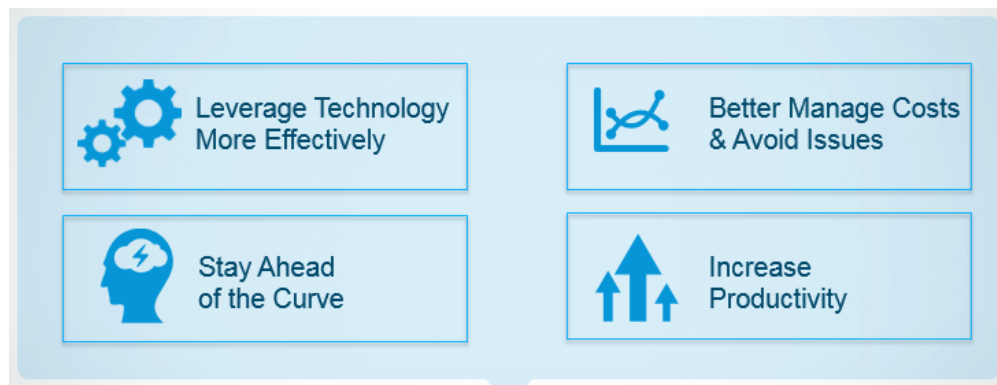 Leverage Technology
More Effectively
Better Manage Costs
& Avoid Issues
Stay Ahead
of the Curve
Increase
Productivity